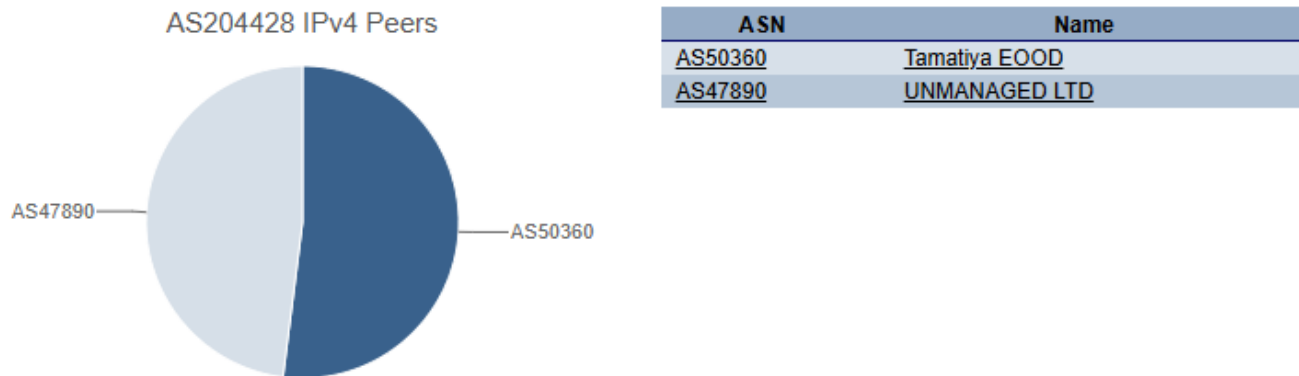 AS204428 IPv4 Peers
AS47890
AS50360
ASN Name
AS50360 Tamatiya EOOD
AS47890 UNMANAGED LTD